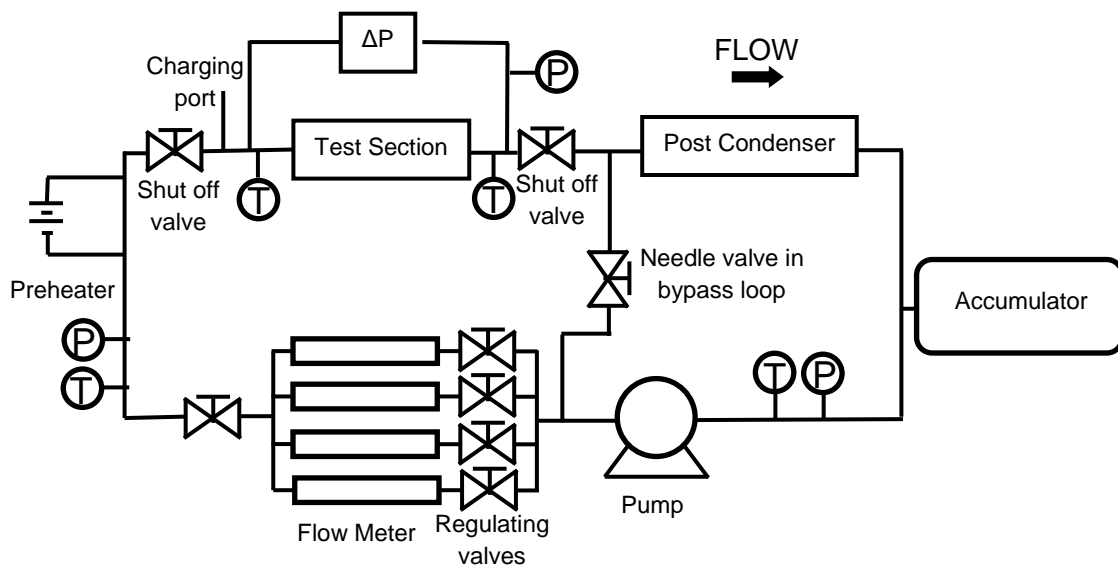 ΔP
FLOW
P
Charging
port
Test Section
Post Condenser
Shut off
valve
T
T
Shut off
valve
Needle valve in
bypass loop
Preheater
Accumulator
P
T
T
P
Flow Meter
Regulating
valves
Pump